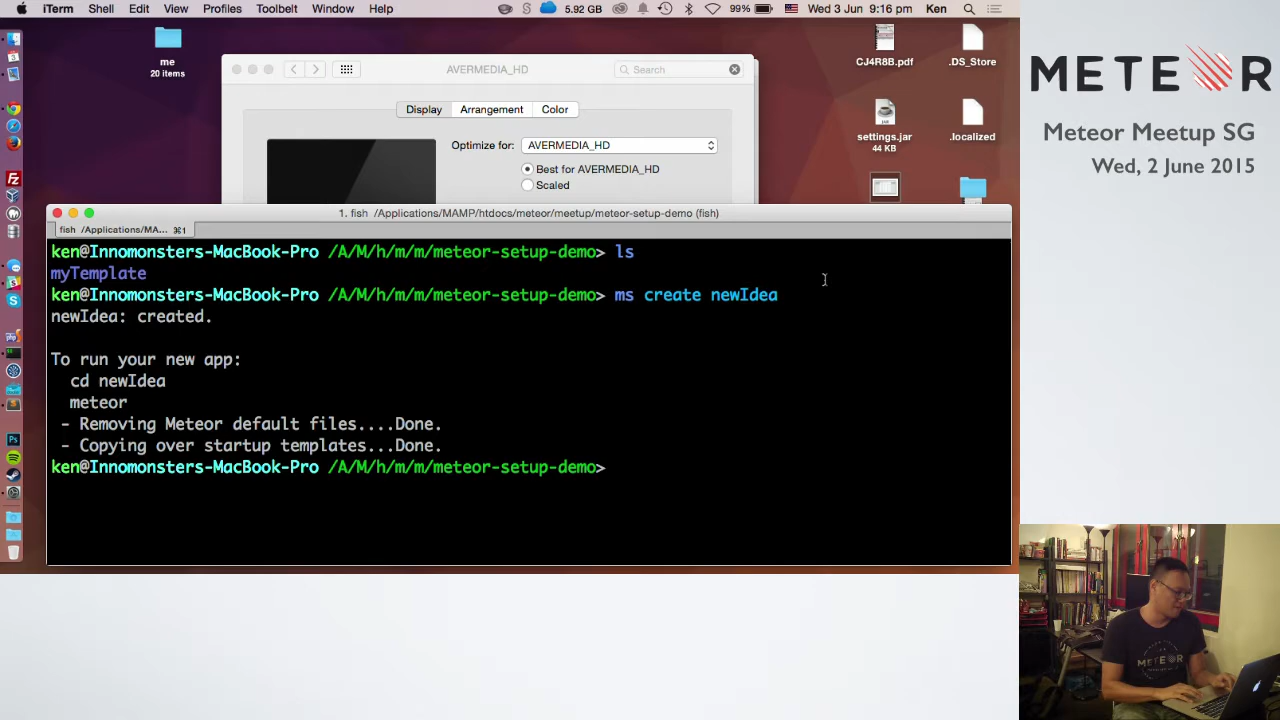 iTerm Shell Edit View Profiles Toolbelt Window Help 5.92 GB 99% Wed 3 Jun 9:16 pm Ken
me
20 items
AVERMEDIA_HD
Search
CJ4R8B.pdf
.DS_Store
Display Arrangement Color
settings.jar
44 KB
.localized
Optimize for: AVERMEDIA_HD
Best for AVERMEDIA_HD
Scaled
1. fish /Applications/MAMP/htdocs/meteor/meetup/meteor-setup-demo (fish)
fish /Applications/MA... ⌘1
ken@Innomonsters-MacBook-Pro /A/M/h/m/m/meteor-setup-demo> ls
myTemplate
ken@Innomonsters-MacBook-Pro /A/M/h/m/m/meteor-setup-demo> ms create newIdea
newIdea: created.
To run your new app:
cd newIdea
meteor
- Removing Meteor default files....Done.
- Copying over startup templates...Done.
ken@Innomonsters-MacBook-Pro /A/M/h/m/m/meteor-setup-demo>
METEOR
Meteor Meetup SG
Wed, 2 June 2015
METEOR